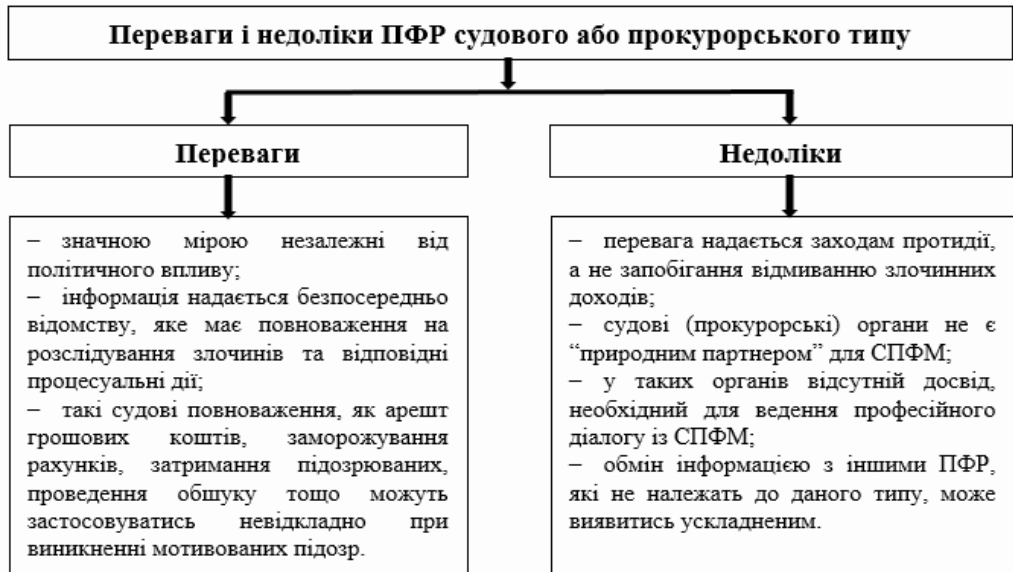 Переваги і недоліки ПФР судового або прокурорського типу
Переваги
– значною мірою незалежні від
політичного впливу;
– інформація надається безпосередньо
відомству, яке має повноваження на
розслідування злочинів та відповідні
процесуальні дії;
– такі судові повноваження, як арешт
грошових коштів, заморожування
рахунків, затримання підозрюваних,
проведення обшуку тощо можуть
застосовуватись невідкладно при
виникненні мотивованих підозр.
Недоліки
– перевага надається заходам протидії,
а не запобігання відмиванню злочинних
доходів;
– судові (прокурорські) органи не є
“природним партнером” для СПФМ;
– у таких органів відсутній досвід,
необхідний для ведення професійного
діалогу із СПФМ;
– обмін інформацією з іншими ПФР,
які не належать до даного типу, може
виявитись ускладненим.